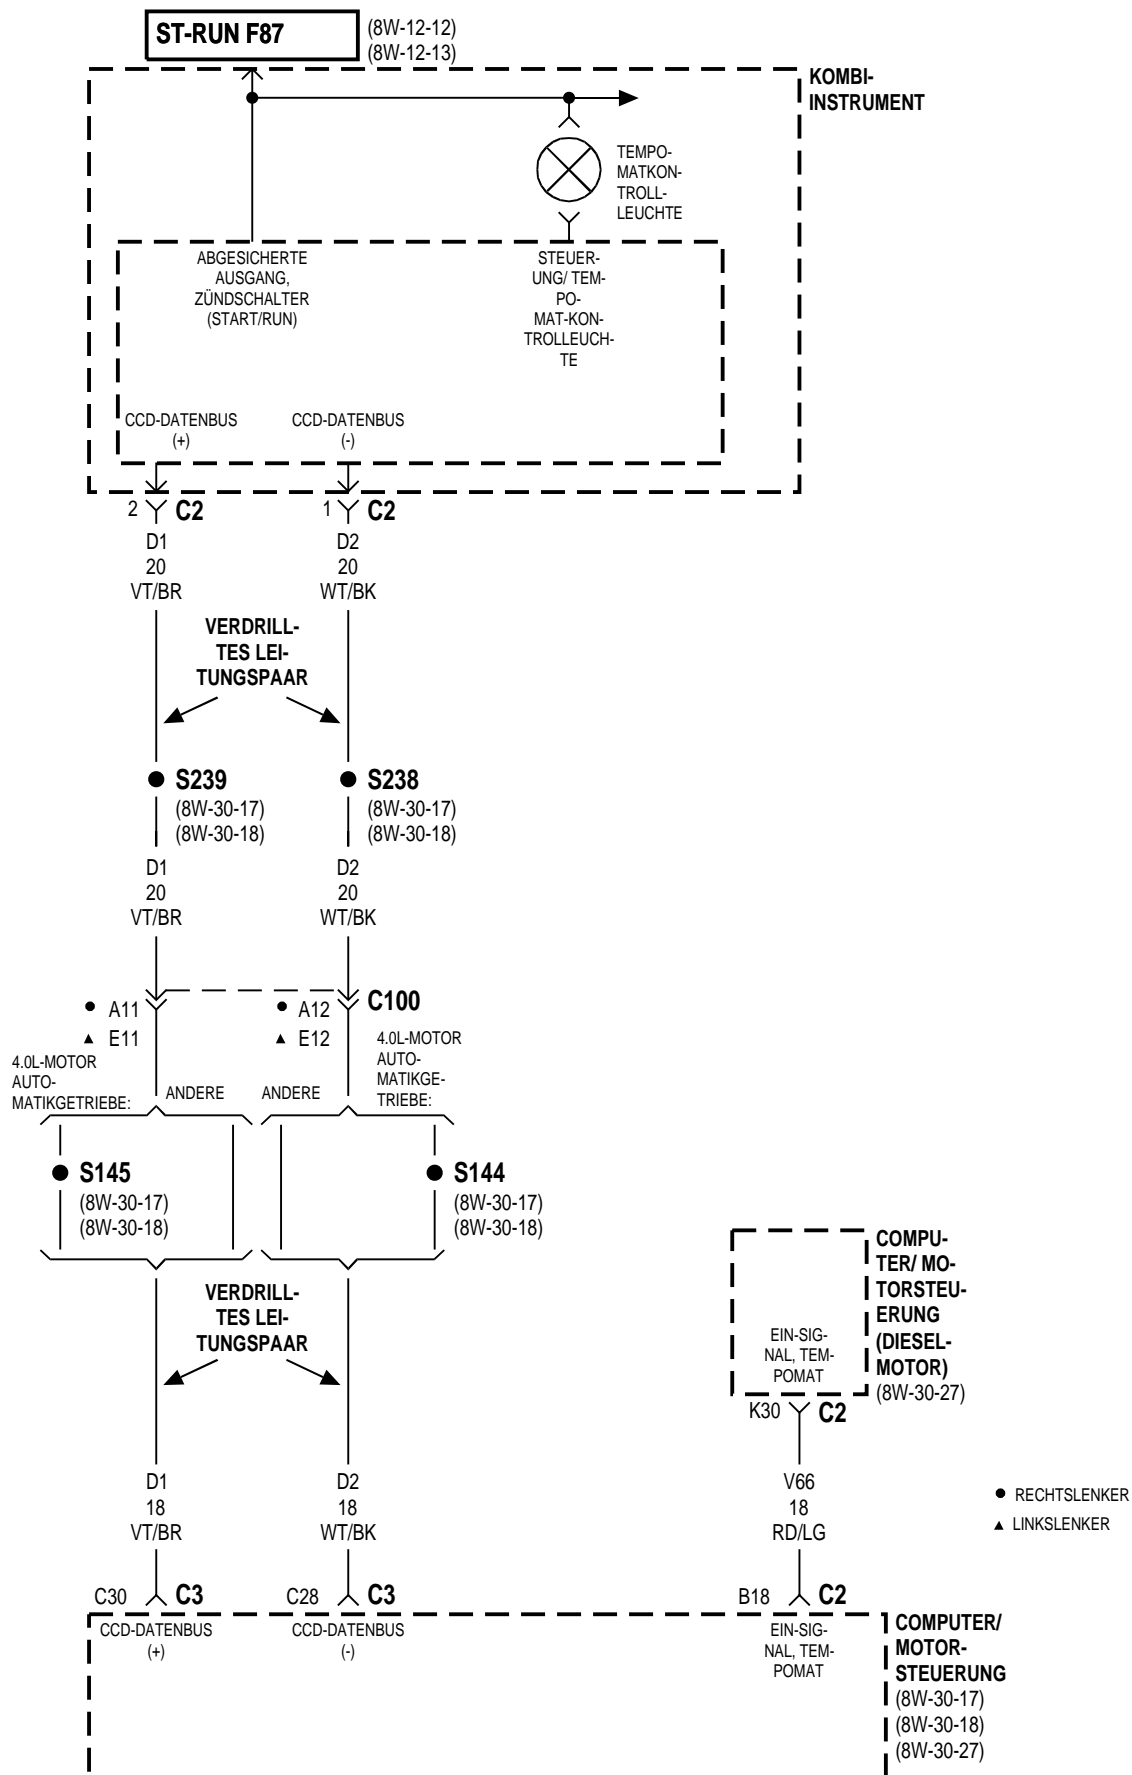 ST-RUN F87
(8W-12-12)
(8W-12-13)
KOMBI-
INSTRUMENT
TEMPO-
MATKON-
TROLL-
LEUCHTE
ABGESICHERTE
AUSGANG,
ZÜNDSCHALTER
(START/RUN)
STEUER-
UNG/ TEM-
PO-
MAT-KON-
TROLLEUCH-
TE
CCD-DATENBUS
(+)
CCD-DATENBUS
(-)
2
C2
1
C2
D1
20
VT/BR
D2
20
WT/BK
VERDRILL-
TES LEI-
TUNGSPAAR
S239
(8W-30-17)
(8W-30-18)
S238
(8W-30-17)
(8W-30-18)
D1
20
VT/BR
D2
20
WT/BK
● A11
▲ E11
● A12
▲ E12
C100
4.0L-MOTOR
AUTO-
MATIKGETRIEBE:
ANDERE
ANDERE
4.0L-MOTOR
AUTO-
MATIKGE-
TRIEBE:
S145
(8W-30-17)
(8W-30-18)
S144
(8W-30-17)
(8W-30-18)
VERDRILL-
TES LEI-
TUNGSPAAR
COMPU-
TER/ MO-
TORSTEU-
ERUNG
(DIESEL-
MOTOR)
(8W-30-27)
EIN-SIG-
NAL, TEM-
POMAT
K30
C2
D1
18
VT/BR
D2
18
WT/BK
V66
18
RD/LG
● RECHTSLENKER
▲ LINKSLENKER
C30
C3
C28
C3
B18
C2
CCD-DATENBUS
(+)
CCD-DATENBUS
(-)
EIN-SIG-
NAL, TEM-
POMAT
COMPUTER/
MOTOR-
STEUERUNG
(8W-30-17)
(8W-30-18)
(8W-30-27)